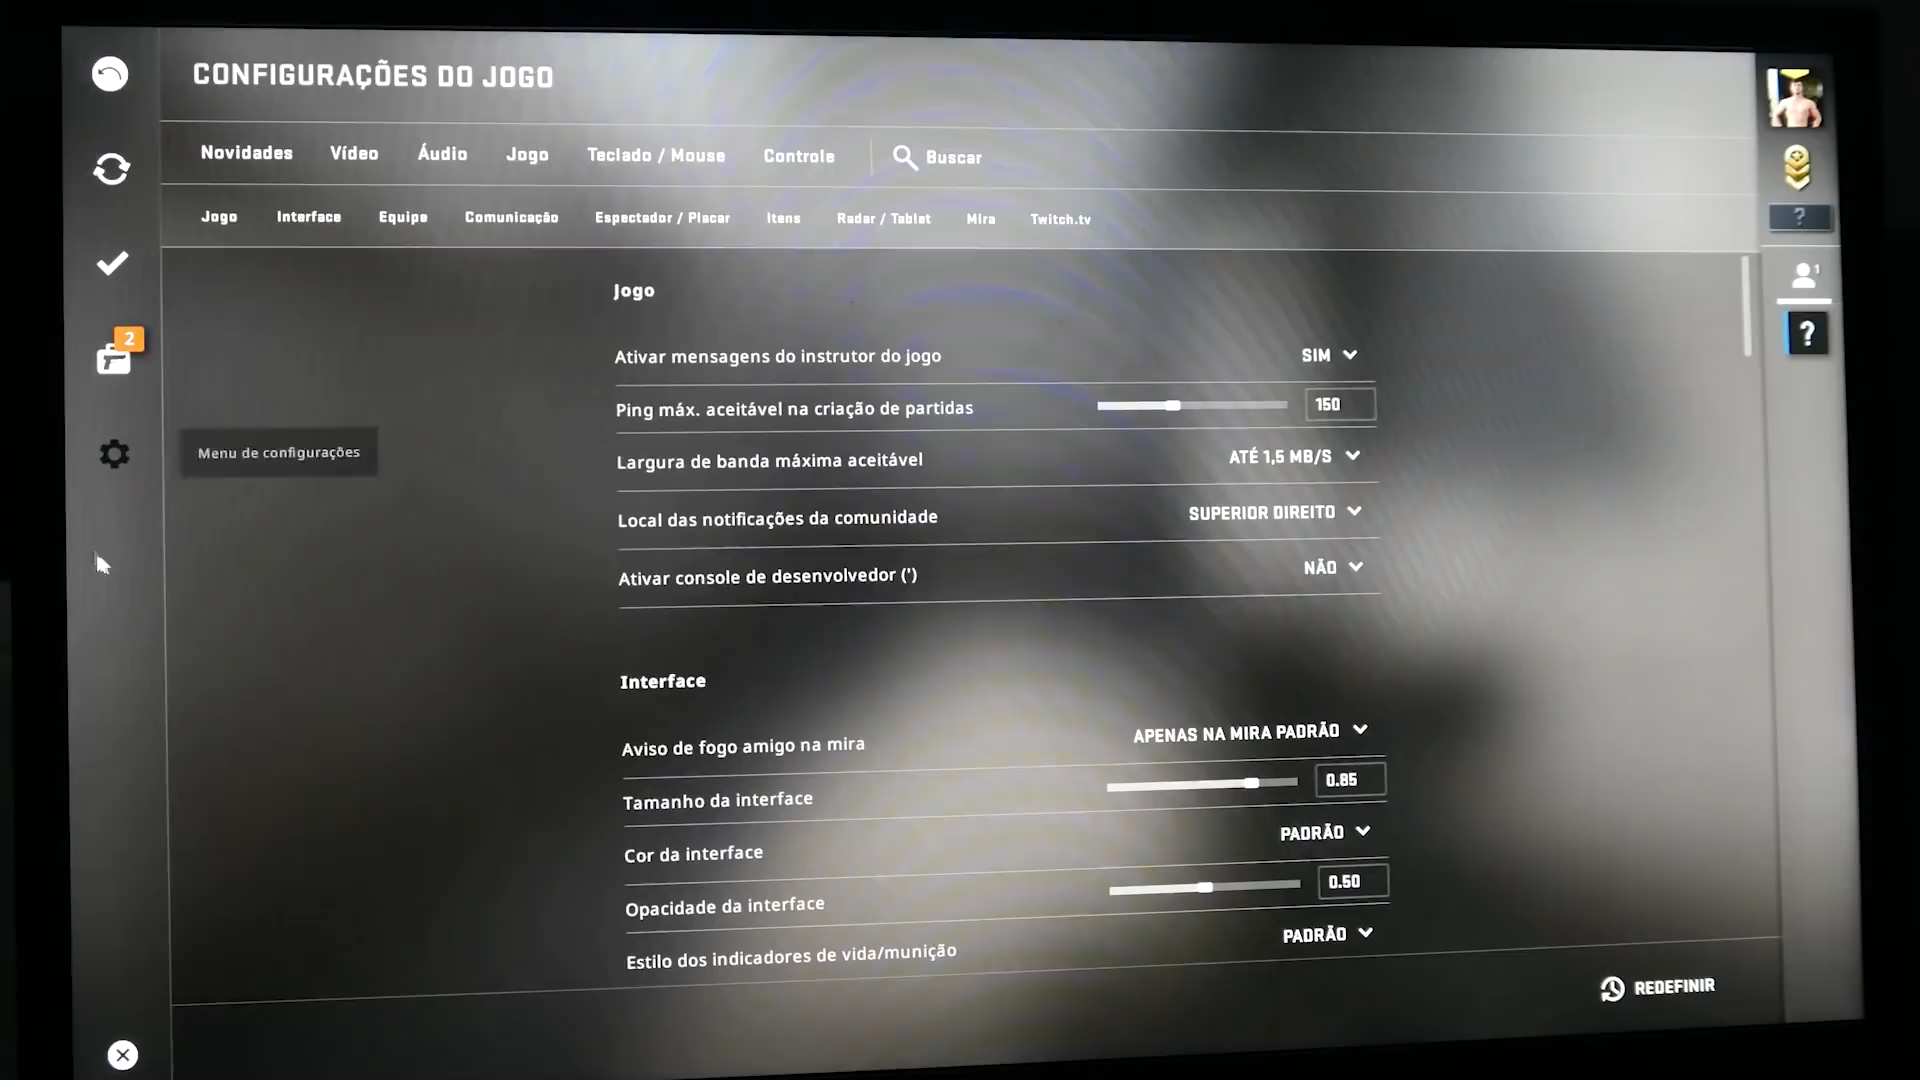 CONFIGURAÇÕES DO JOGO
Novidades Vídeo Áudio Jogo Teclado / Mouse Controle Buscar
Jogo Interface Equipe Comunicação Espectador / Placar Itens Radar / Tablet Mira Twitch.tv
?
1
?
2
Menu de configurações
Jogo
Ativar mensagens do instrutor do jogo SIM
Ping máx. aceitável na criação de partidas 150
Largura de banda máxima aceitável ATÉ 1,5 MB/S
Local das notificações da comunidade SUPERIOR DIREITO
Ativar console de desenvolvedor (') NÃO
Interface
Aviso de fogo amigo na mira APENAS NA MIRA PADRÃO
Tamanho da interface 0.85
Cor da interface PADRÃO
Opacidade da interface 0.50
Estilo dos indicadores de vida/munição PADRÃO
REDEFINIR